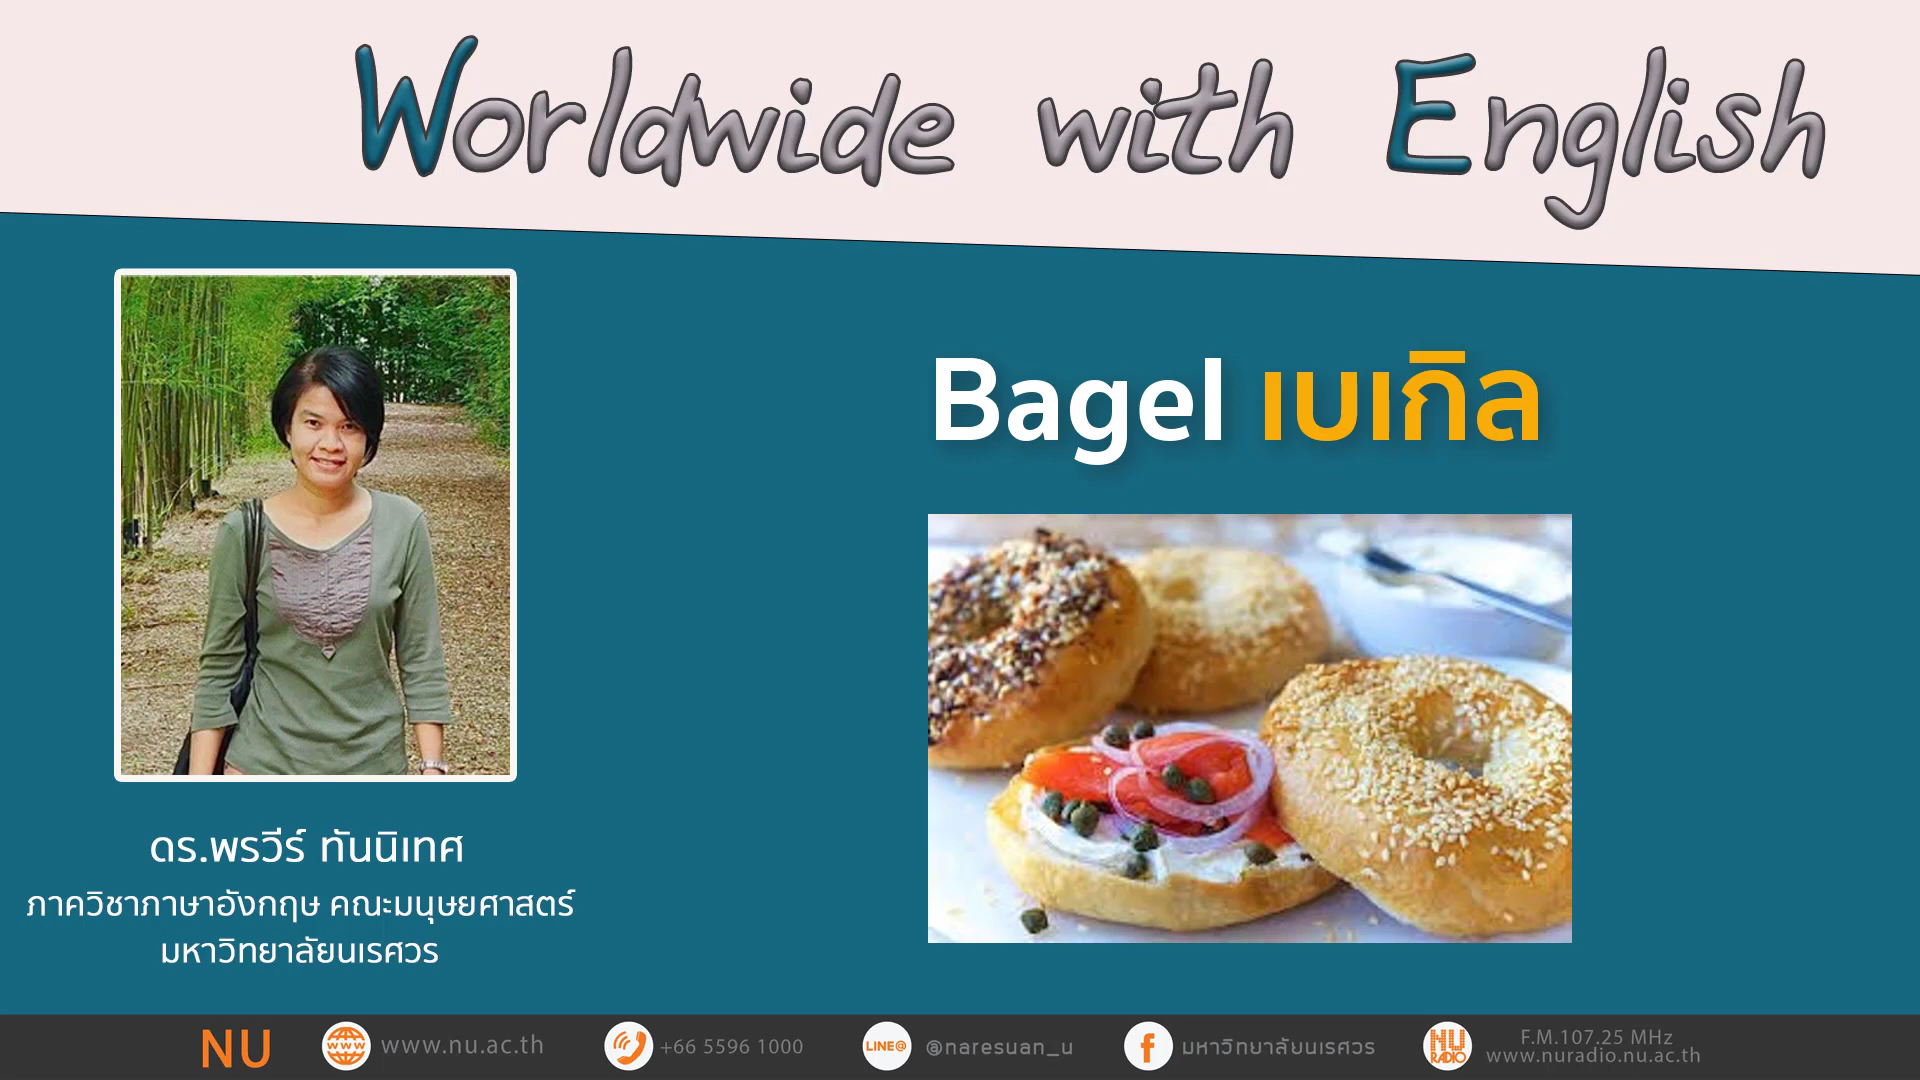 Worldwide with English
Bagel เบเกิล
ดร.พรวีร์ ทันนิเทศ
ภาควิชาภาษาอังกฤษ คณะมนุษยศาสตร์
มหาวิทยาลัยนเรศวร
NU
www
www.nu.ac.th
+66 5596 1000
LINE@
@naresuan_u
f
มหาวิทยาลัยนเรศวร
NU
RADIO
F.M.107.25 MHz
www.nuradio.nu.ac.th